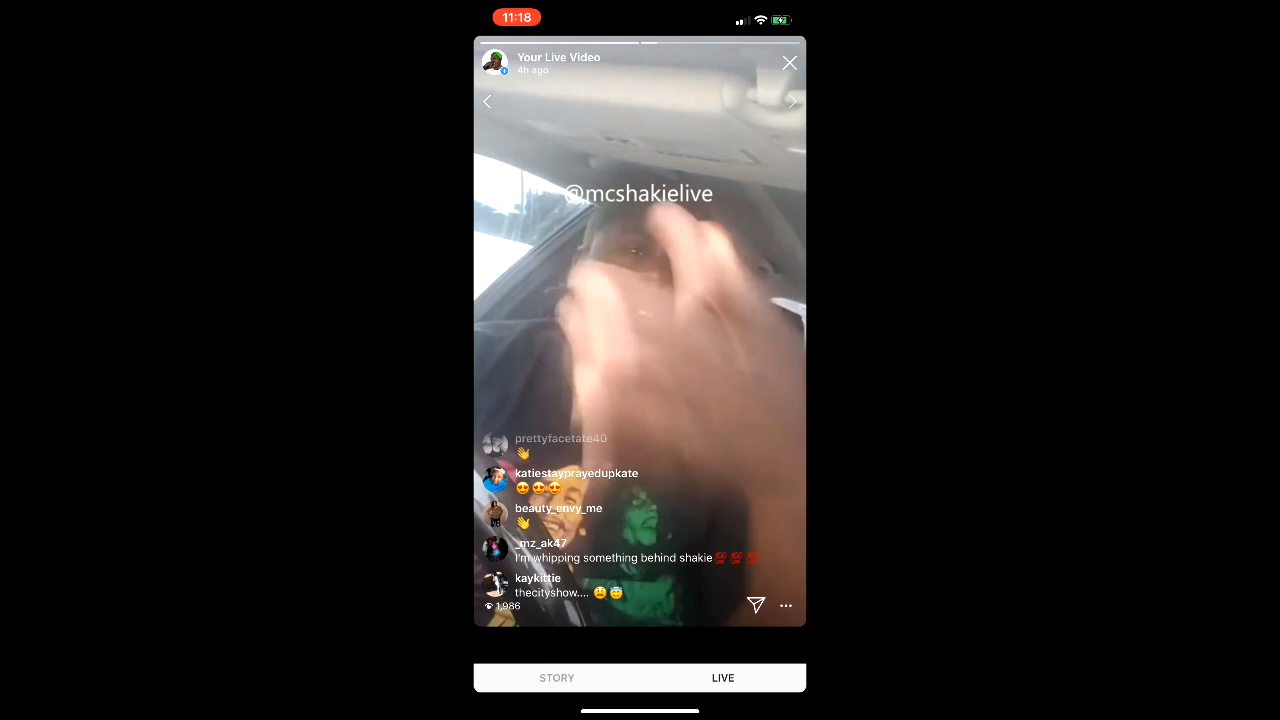 11:18
Your Live Video
4h ago
@mcshakielive
prettyfacetate40
👋
katiestayprayedupkate
😍😍😍
beauty_envy_me
👋
_mz_ak47
I'm whipping something behind shakie💯💯💯
kaykittie
thecityshow.... 😫😇
1,986
STORY
LIVE